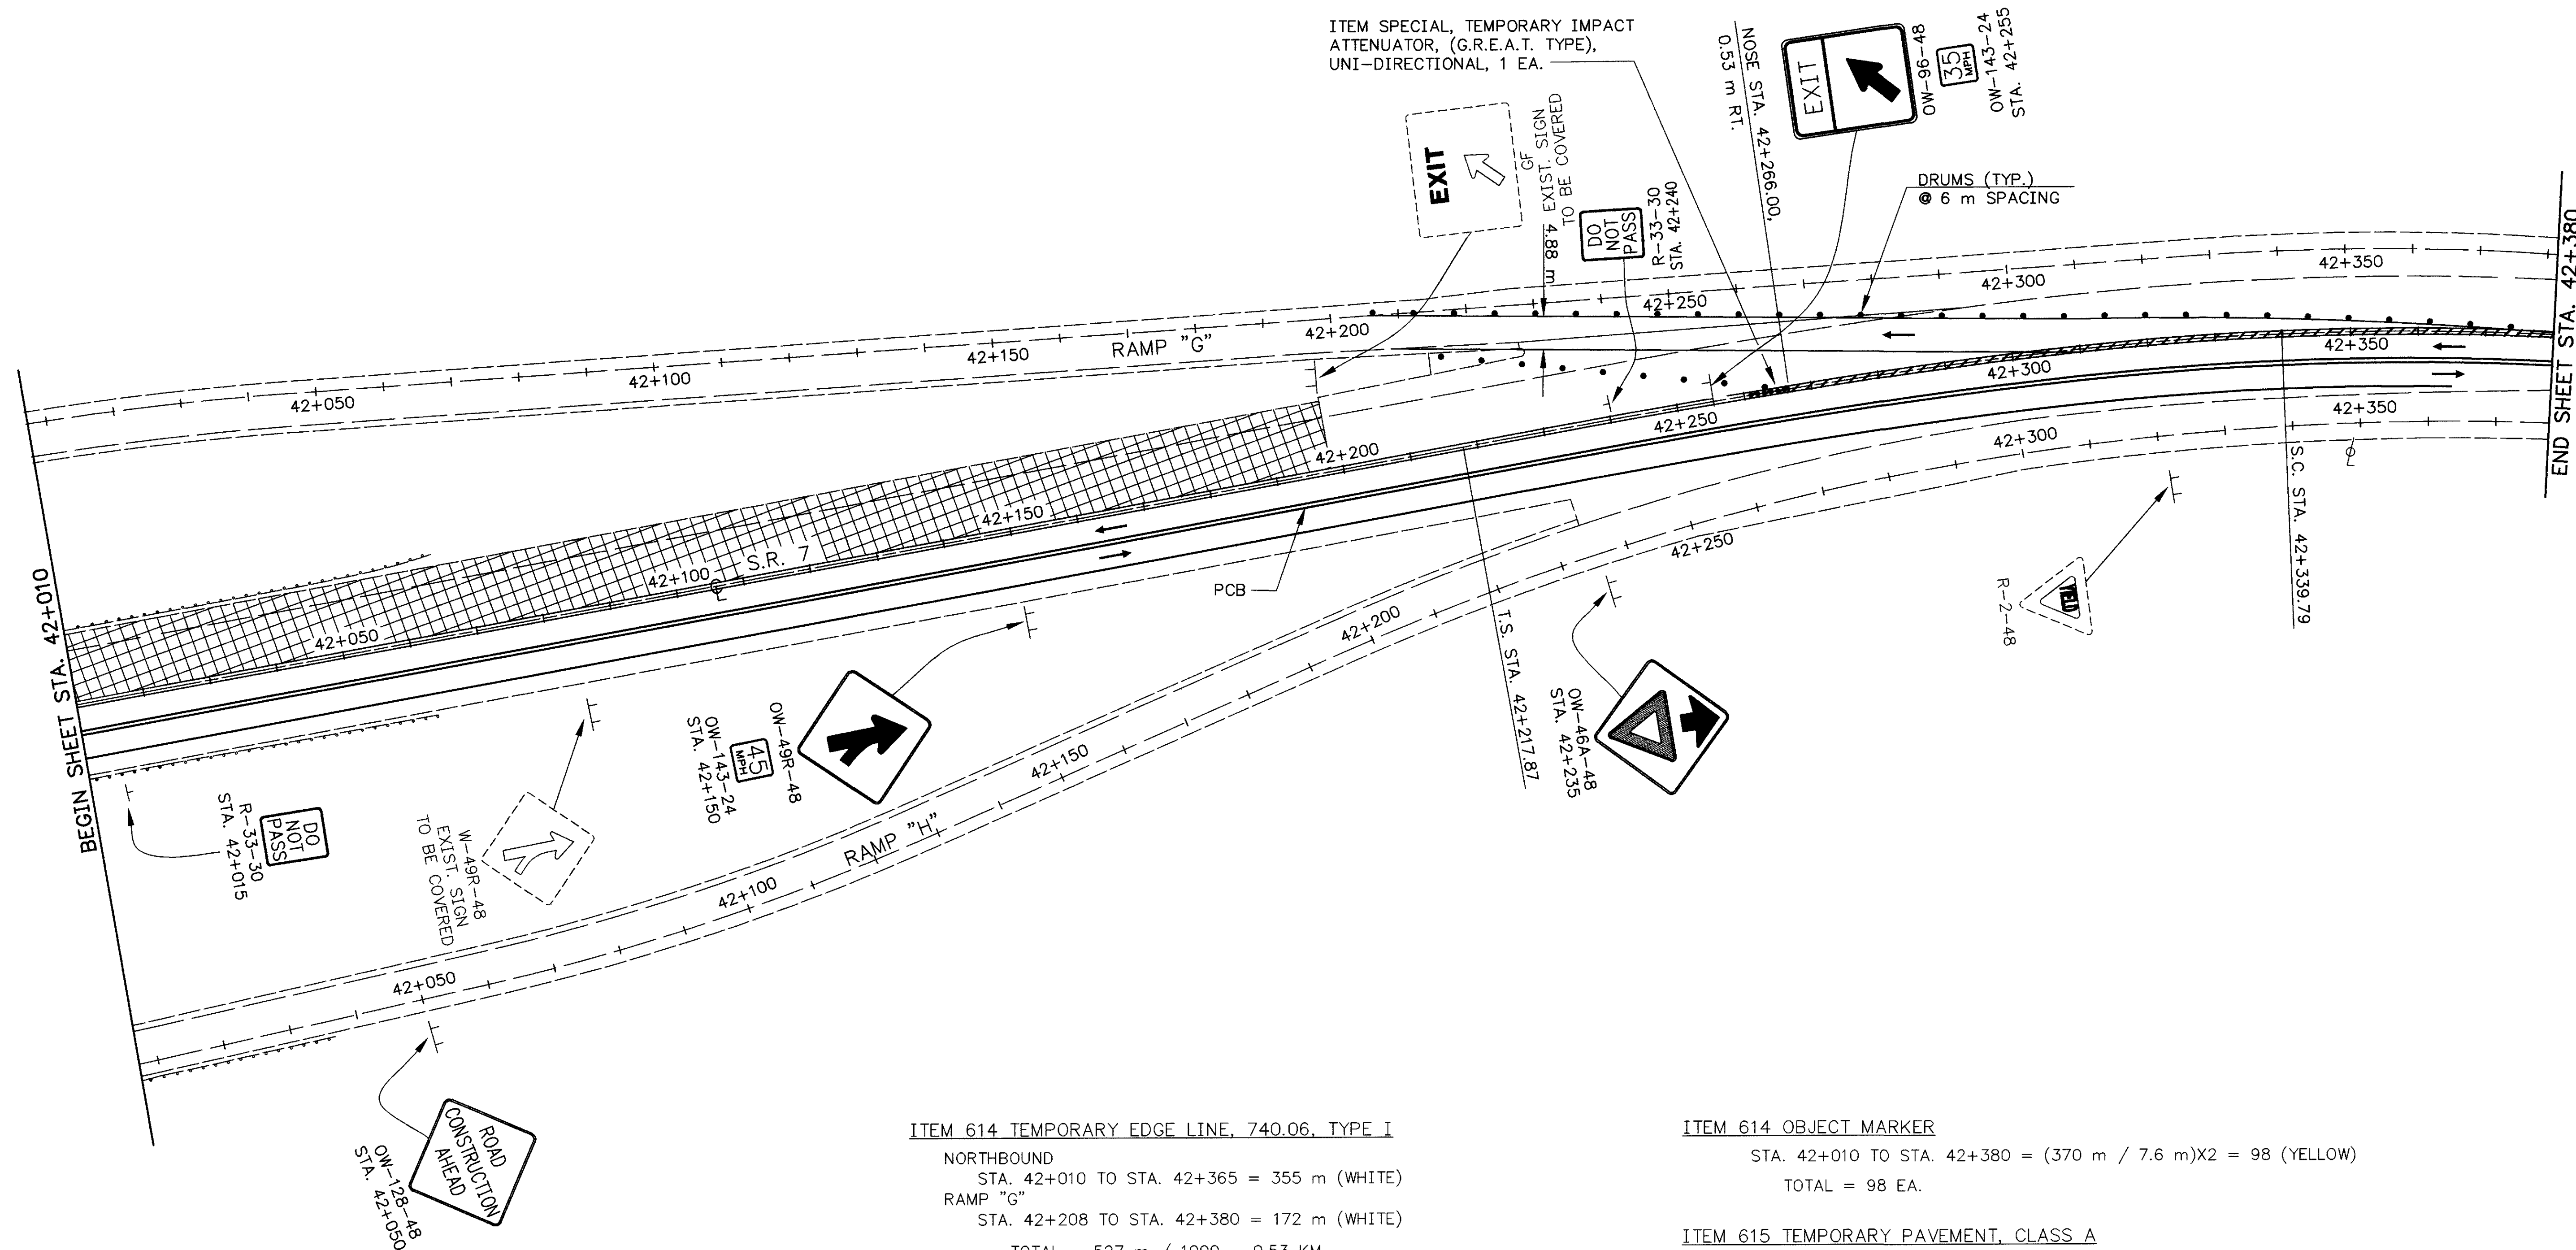 ITEM SPECIAL, TEMPORARY IMPACT
ATTENUATOR, (G.R.E.A.T. TYPE),
UNI-DIRECTIONAL, 1 EA.
NOSE STA. 42+266.00,
0.53 m RT.
EXIT
OW-96-48
35
MPH
OW-143-24
STA. 42+255
EXIT
GF
EXIST. SIGN
TO BE COVERED
4.88 m
DO
NOT
PASS
R-33-30
STA. 42+240
DRUMS (TYP.)
@ 6 m SPACING
END SHEET STA. 42+380
42+050
42+100
42+150
RAMP "G"
42+200
42+250
42+300
42+350
42+050
42+100
S.R. 7
42+150
42+200
42+250
42+300
42+350
BEGIN SHEET STA. 42+010
PCB
T.S. STA. 42+217.87
S.C. STA. 42+339.79
42+050
42+100
RAMP "H"
42+150
42+200
42+250
42+300
42+350
DO
NOT
PASS
R-33-30
STA. 42+015
W-49R-48
EXIST. SIGN
TO BE COVERED
OW-49R-48
45
MPH
OW-143-24
STA. 42+150
OW-46A-48
STA. 42+235
YIELD
R-2-48
ROAD
CONSTRUCTION
AHEAD
OW-128-48
STA. 42+050
ITEM 614 TEMPORARY EDGE LINE, 740.06, TYPE I
NORTHBOUND
STA. 42+010 TO STA. 42+365 = 355 m (WHITE)
RAMP "G"
STA. 42+208 TO STA. 42+380 = 172 m (WHITE)
TOTAL = 527 m / 1000 = 0.53 KM
ITEM 614 OBJECT MARKER
STA. 42+010 TO STA. 42+380 = (370 m / 7.6 m)X2 = 98 (YELLOW)
TOTAL = 98 EA.
ITEM 615 TEMPORARY PAVEMENT, CLASS A